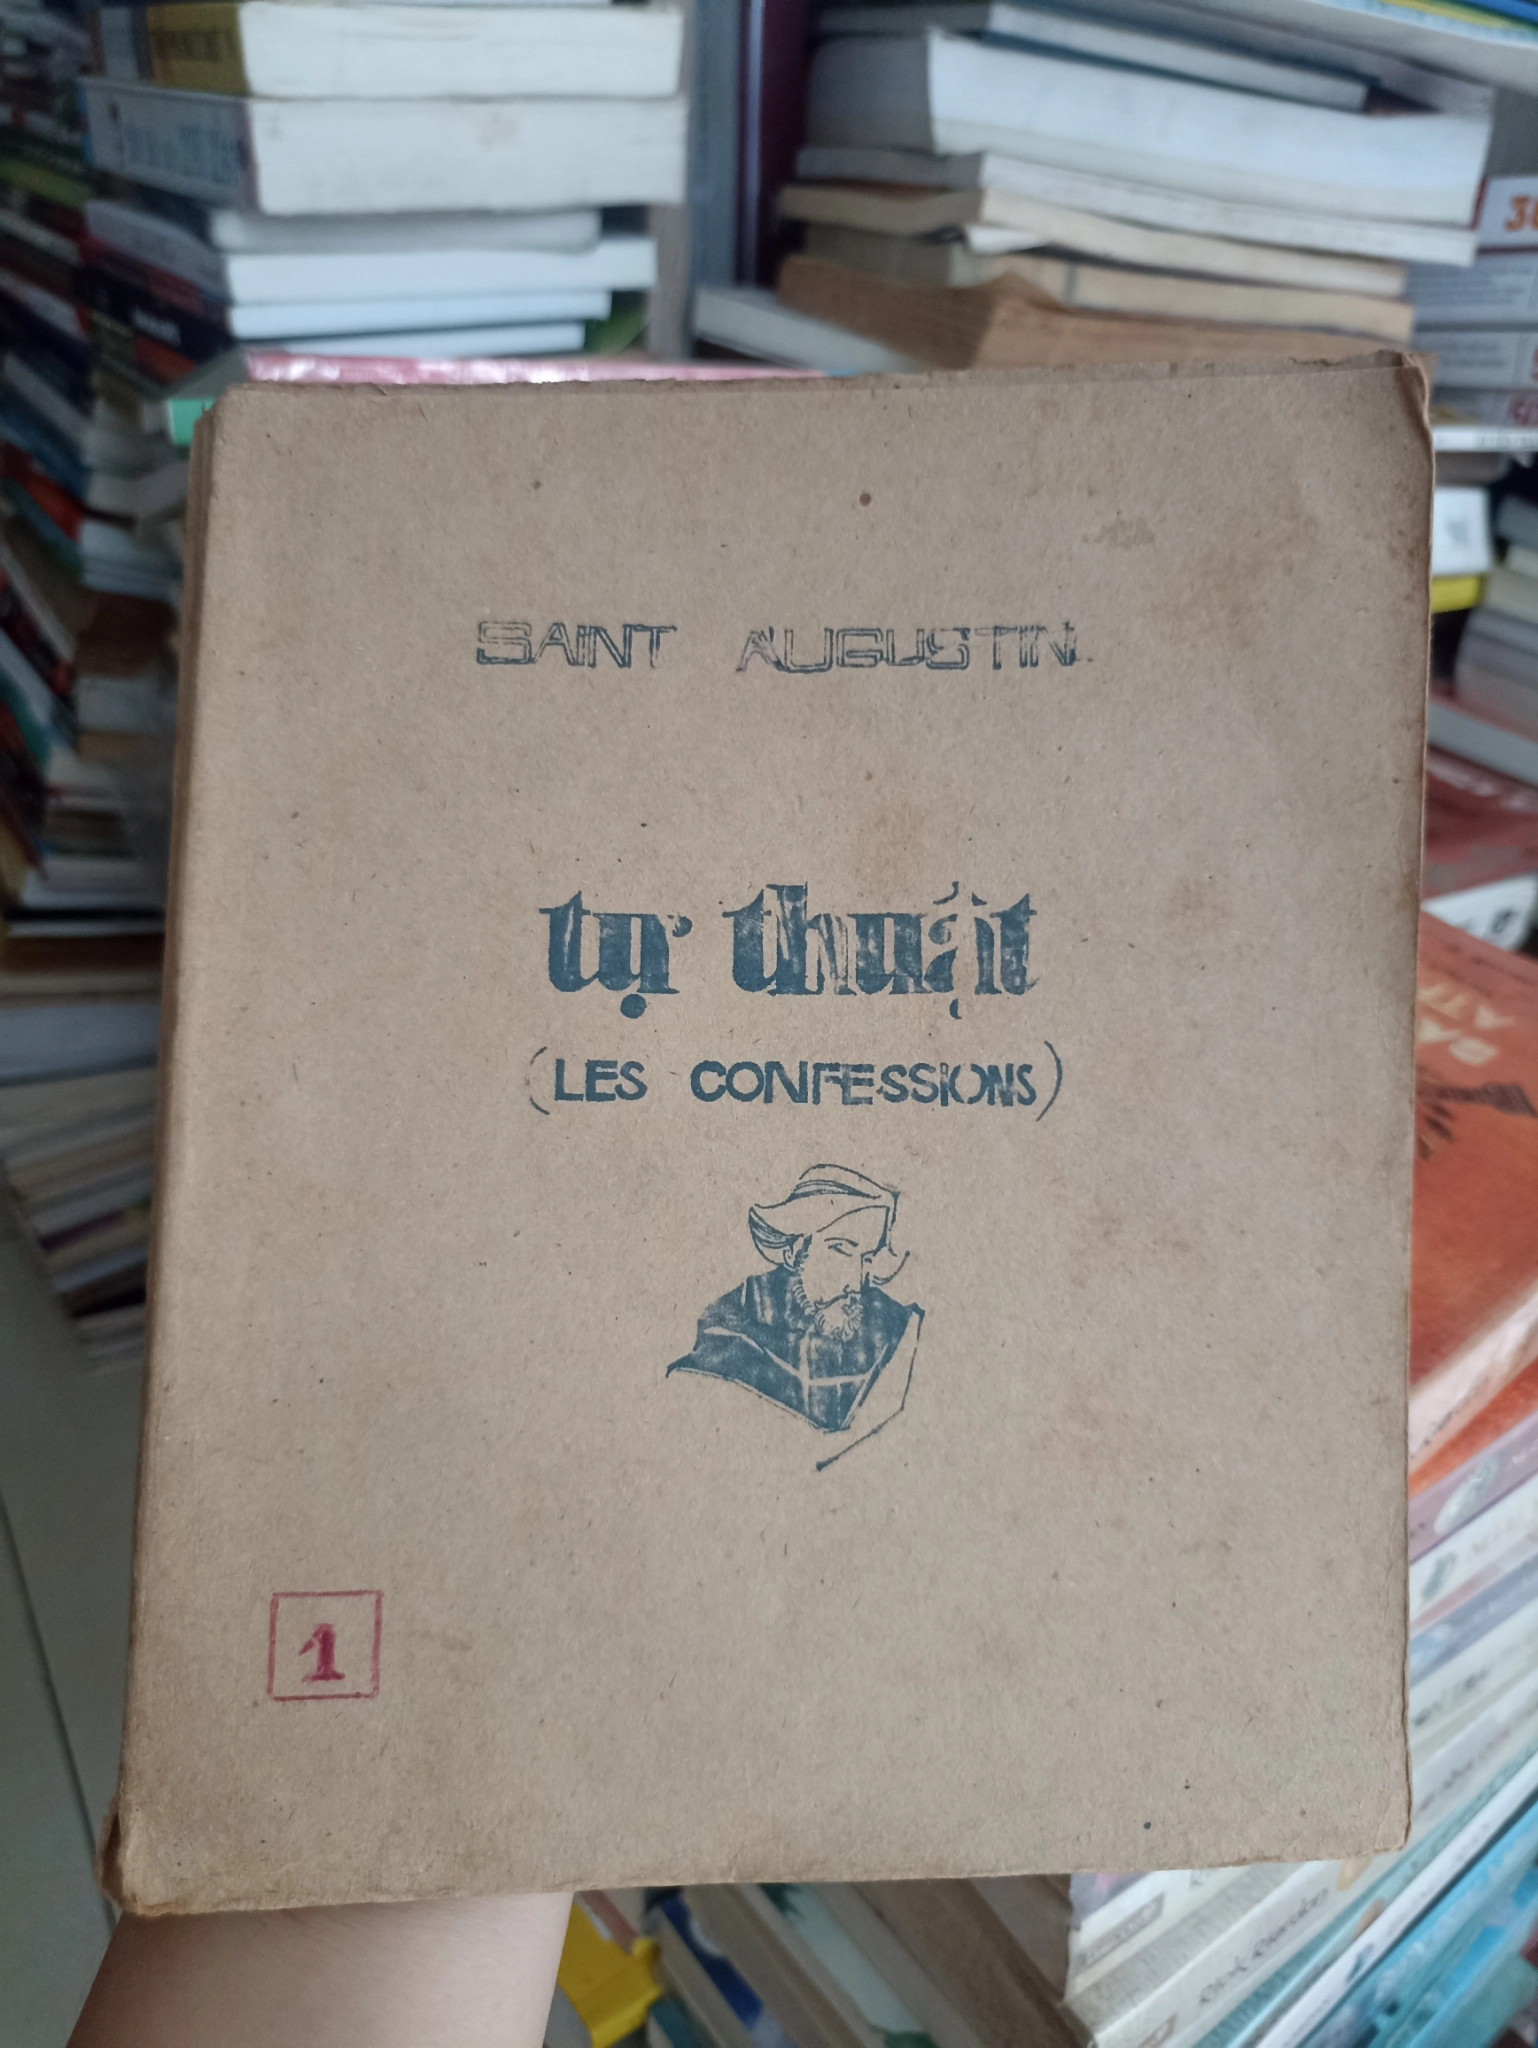 SAINT AUGUSTIN
tự thuật
(LES CONFESSIONS)
1